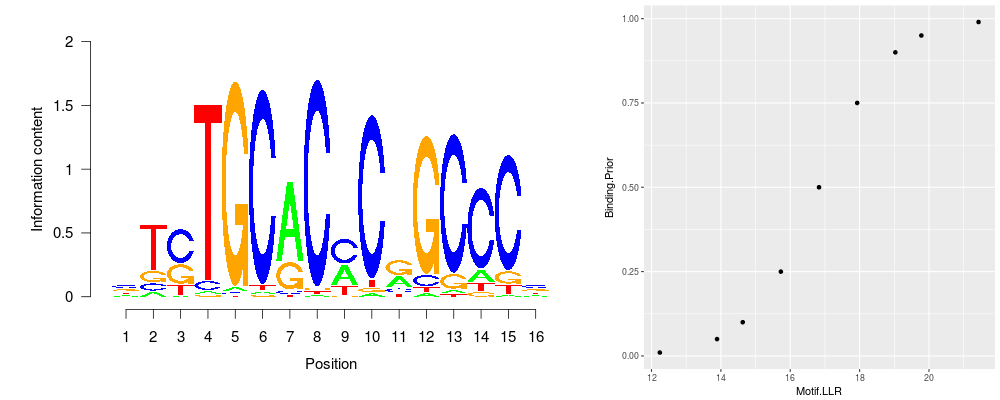 2
1.5
1
0.5
0
Information content
T C T G C A C C C G G C C C
G G C G A A A C G A G
T T T T
1 2 3 4 5 6 7 8 9 10 11 12 13 14 15 16
Position
1.00
0.75
0.50
0.25
0.00
Binding.Prior
12 14 16 18 20
Motif.LLR